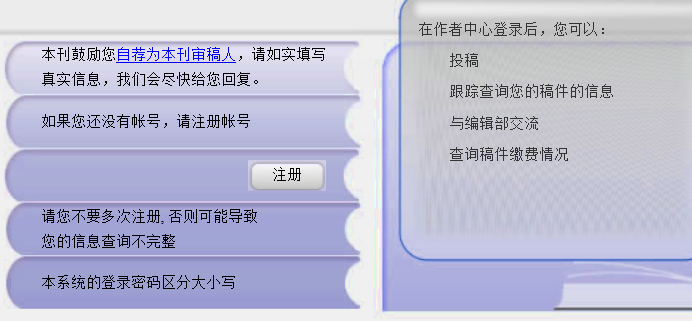 本刊鼓励您自荐为本刊审稿人，请如实填写
真实信息，我们会尽快给您回复。
如果您还没有帐号，请注册帐号
注册
请您不要多次注册,否则可能导致
您的信息查询不完整
本系统的登录密码区分大小写
在作者中心登录后，您可以：
投稿
跟踪查询您的稿件的信息
与编辑部交流
查询稿件缴费情况